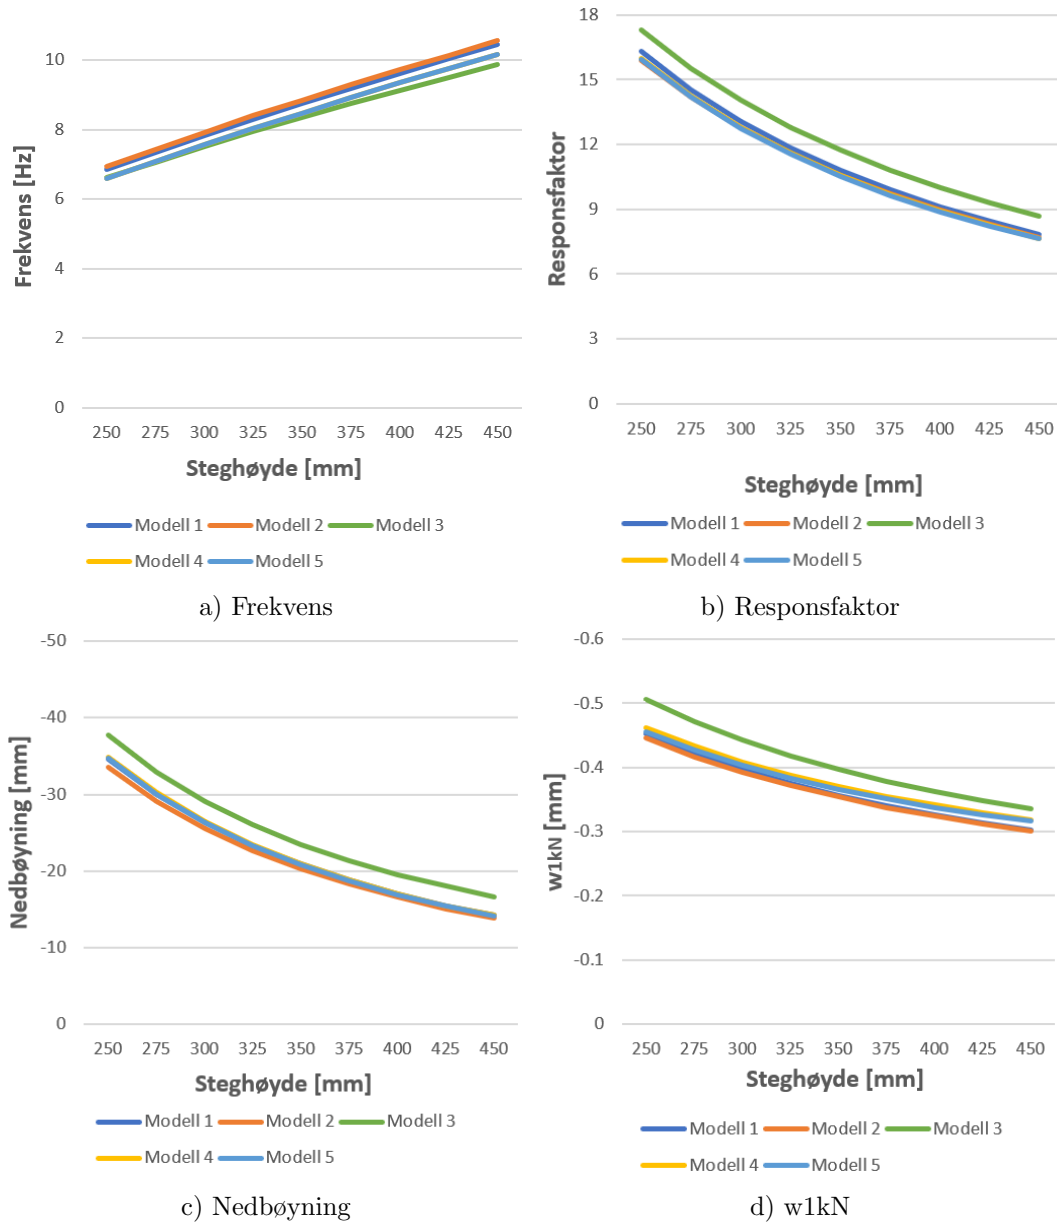 Frekvens [Hz]
10
8
6
4
2
0
250 275 300 325 350 375 400 425 450
Steghøyde [mm]
Modell 1 Modell 2 Modell 3
Modell 4 Modell 5
a) Frekvens
Responsfaktor
18
15
12
9
6
3
0
250 275 300 325 350 375 400 425 450
Steghøyde [mm]
Modell 1 Modell 2 Modell 3
Modell 4 Modell 5
b) Responsfaktor
Nedbøyning [mm]
-50
-40
-30
-20
-10
0
250 275 300 325 350 375 400 425 450
Steghøyde [mm]
Modell 1 Modell 2 Modell 3
Modell 4 Modell 5
c) Nedbøyning
w1kN [mm]
-0.6
-0.5
-0.4
-0.3
-0.2
-0.1
0
250 275 300 325 350 375 400 425 450
Steghøyde [mm]
Modell 1 Modell 2 Modell 3
Modell 4 Modell 5
d) w1kN